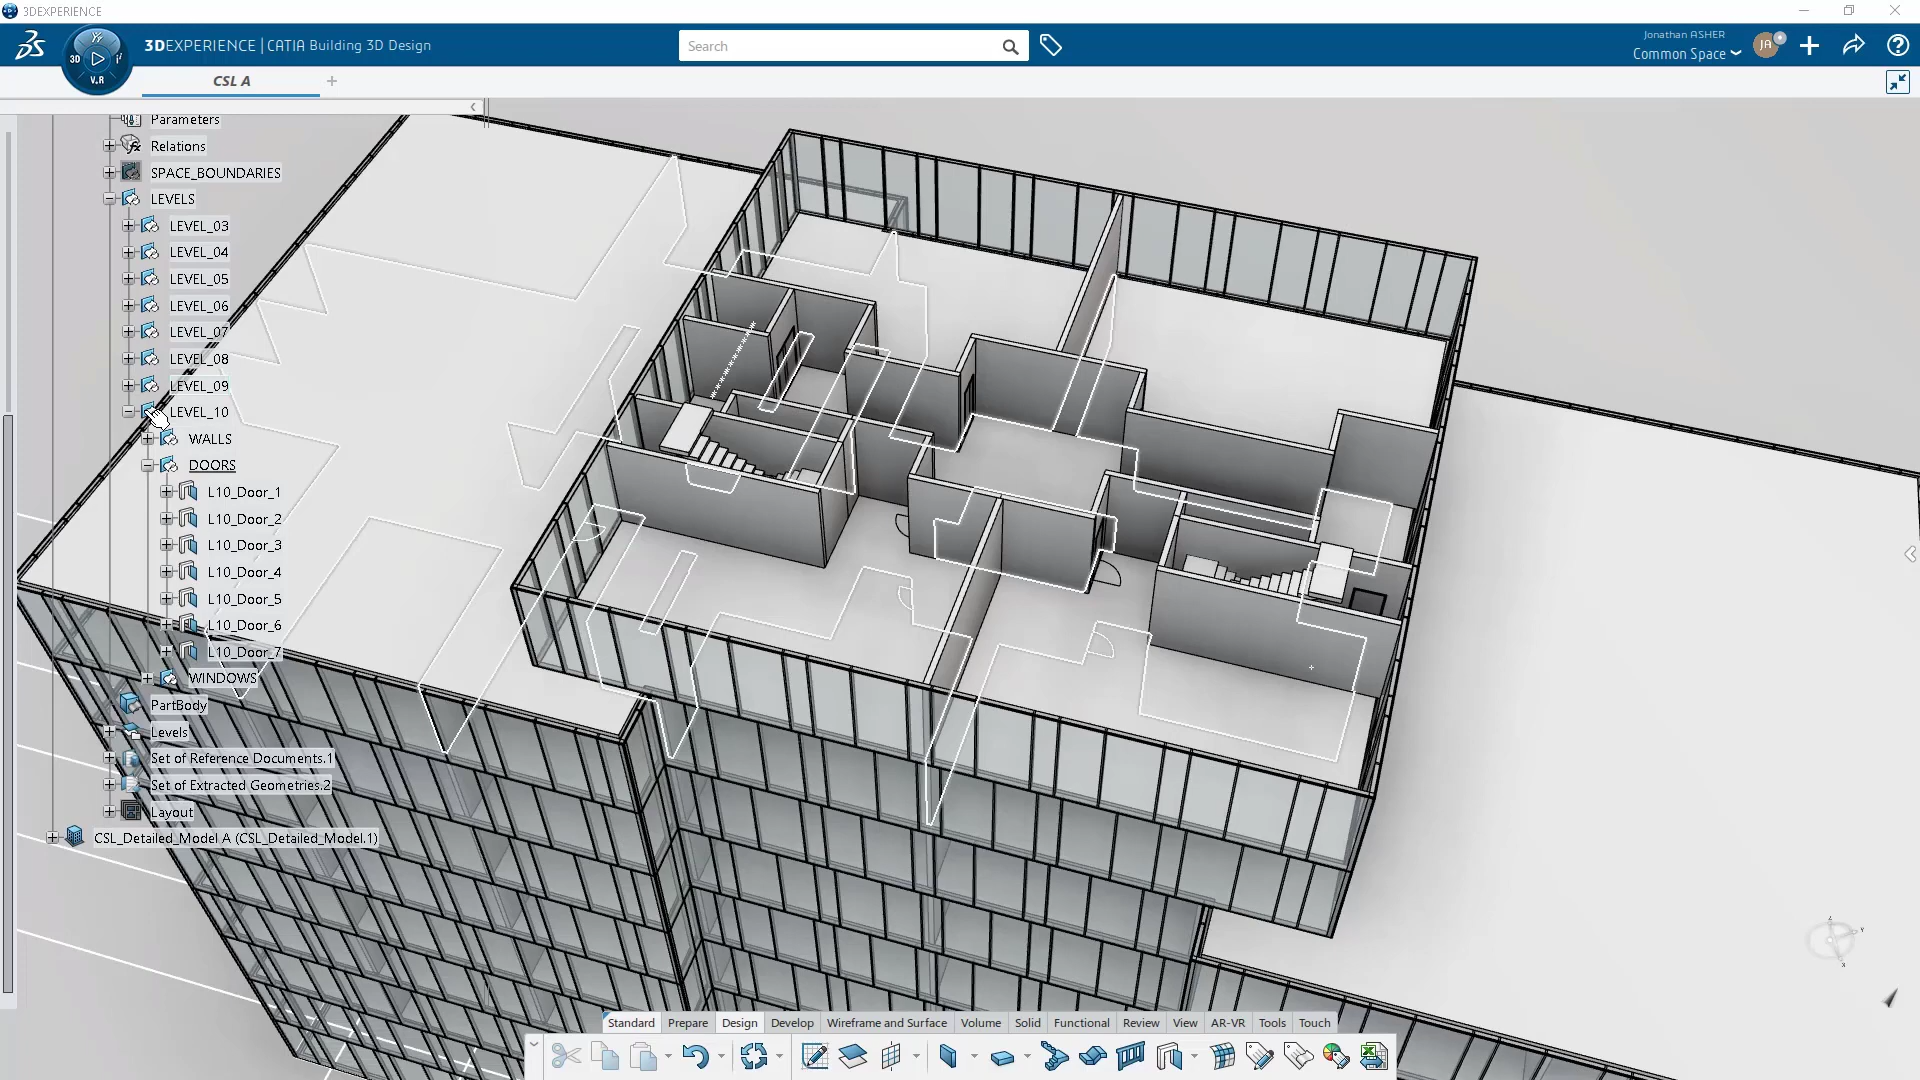 3DEXPERIENCE
3DEXPERIENCE | CATIA Building 3D Design
Search
Jonathan ASHER
Common Space
JA
3D
V.R
CSL A
Parameters
Relations
SPACE_BOUNDARIES
LEVELS
LEVEL_03
LEVEL_04
LEVEL_05
LEVEL_06
LEVEL_07
LEVEL_08
LEVEL_09
LEVEL_10
WALLS
DOORS
L10_Door_1
L10_Door_2
L10_Door_3
L10_Door_4
L10_Door_5
L10_Door_6
L10_Door_7
WINDOWS
PartBody
Levels
Set of Reference Documents.1
Set of Extracted Geometries.2
Layout
CSL_Detailed_Model A (CSL_Detailed_Model.1)
Standard Prepare Design Develop Wireframe and Surface Volume Solid Functional Review View AR-VR Tools Touch